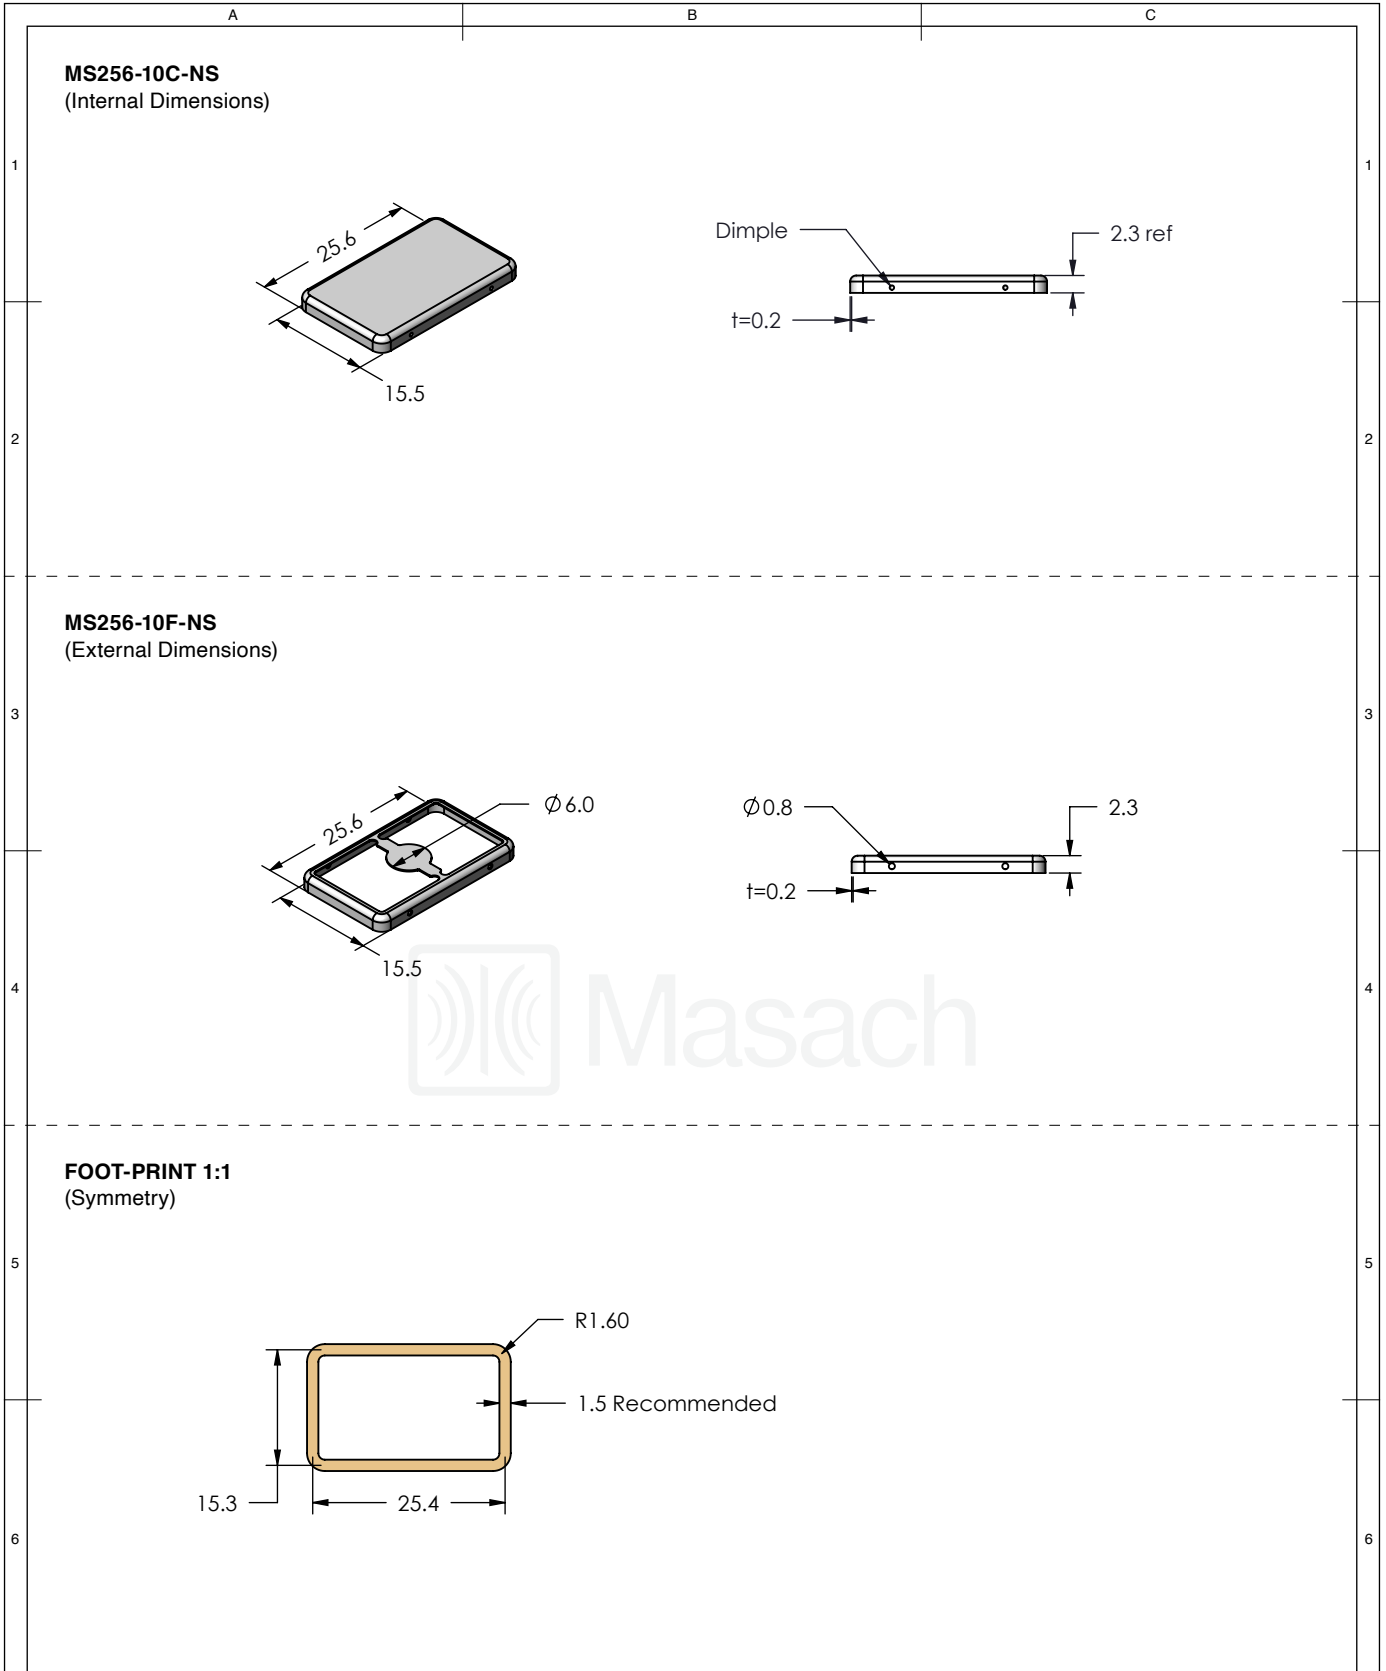 A B C
MS256-10C-NS
(Internal Dimensions)
1 1
25.6
Dimple
2.3 ref
t=0.2
15.5
2 2
MS256-10F-NS
(External Dimensions)
3 3
25.6
Ø6.0
Ø0.8
2.3
t=0.2
15.5
Masach
4 4
FOOT-PRINT 1:1
(Symmetry)
5 5
R1.60
1.5 Recommended
15.3
25.4
6 6